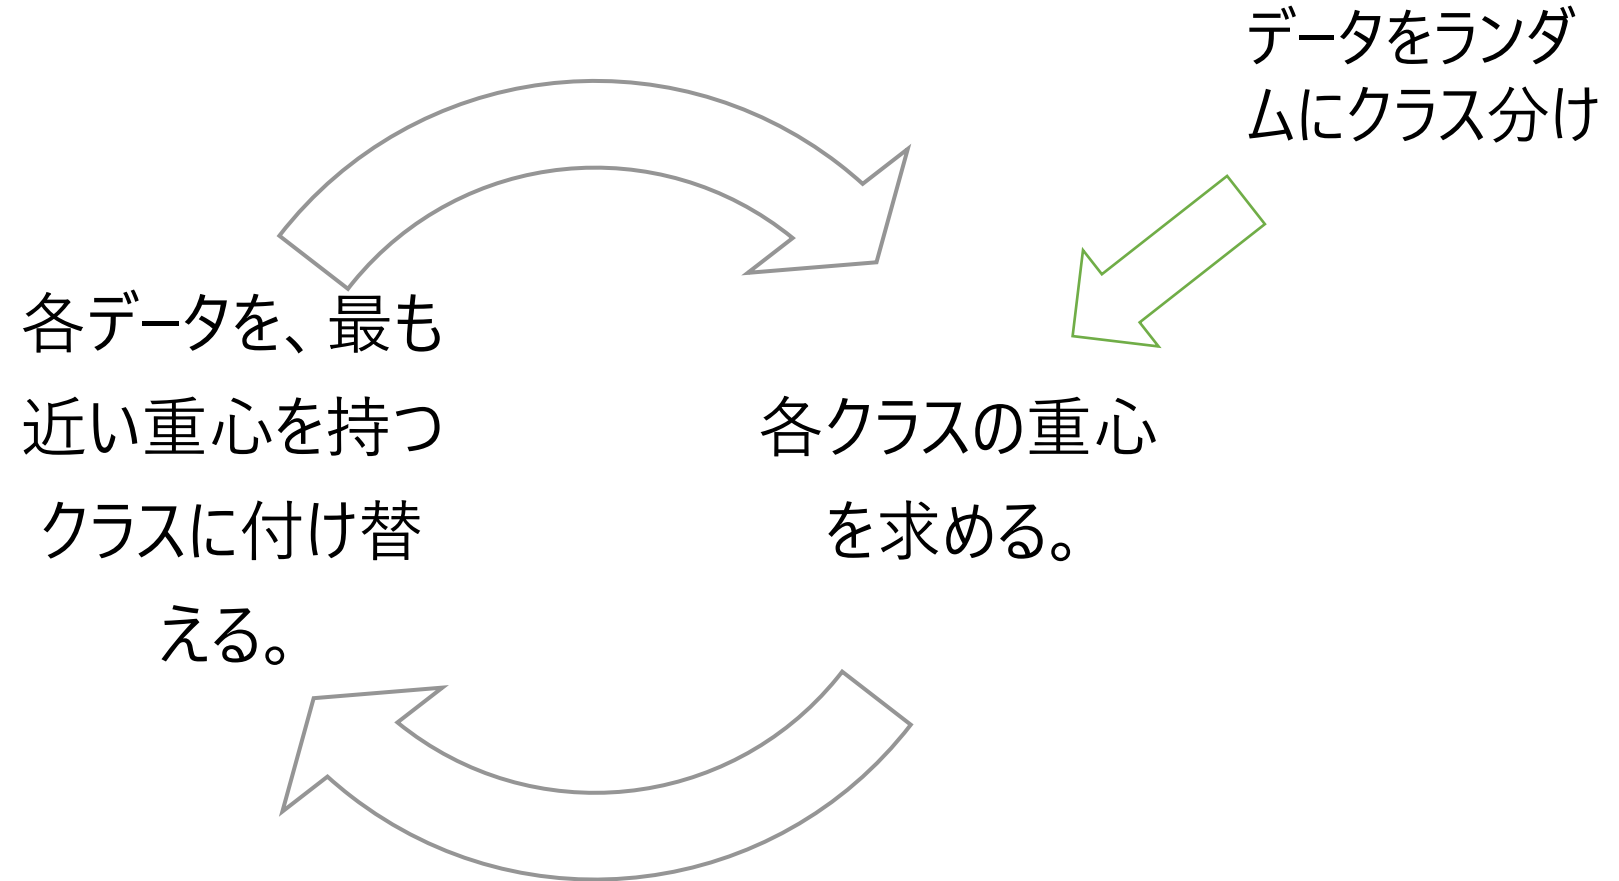 データをランダ
ムにクラス分け
各データを、最も
近い重心を持つ
クラスに付け替
える。
各クラスの重心
を求める。